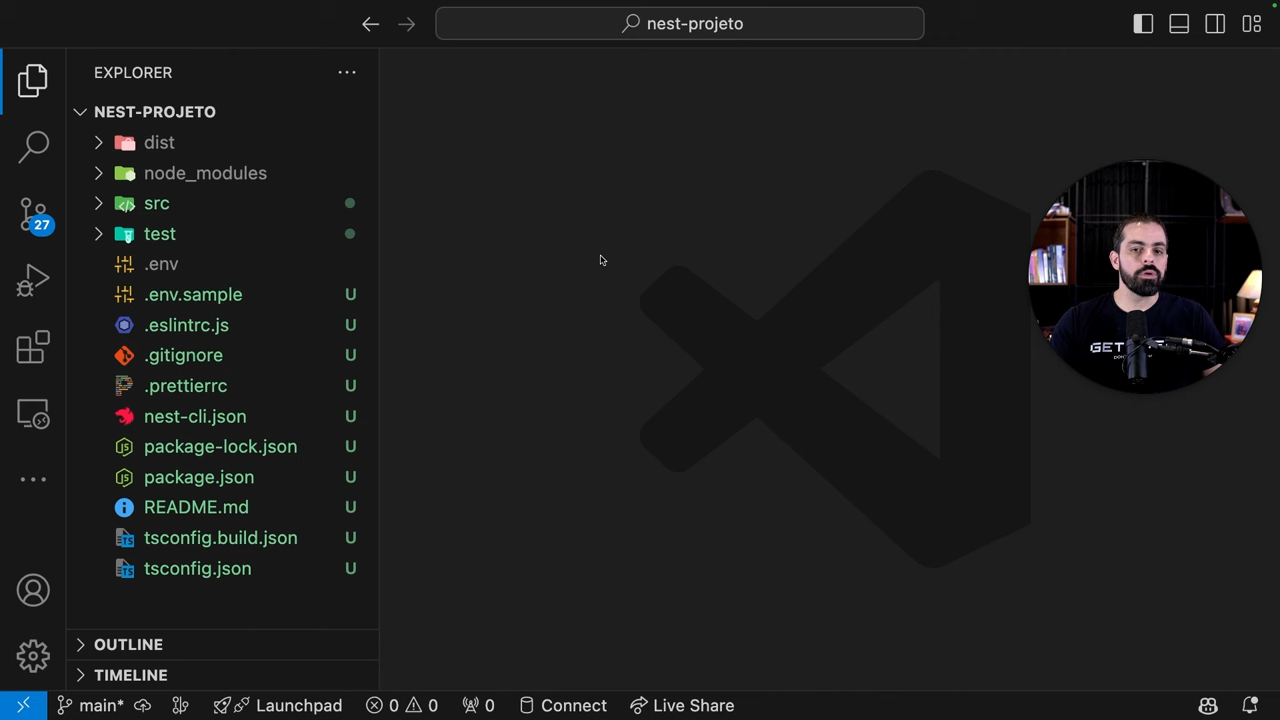 nest-projeto
EXPLORER
NEST-PROJETO
dist
node_modules
src
test
.env
.env.sample U
.eslintrc.js U
.gitignore U
.prettierrc U
nest-cli.json U
package-lock.json U
package.json U
README.md U
tsconfig.build.json U
tsconfig.json U
27
OUTLINE
TIMELINE
main* Launchpad 0 0 0 Connect Live Share